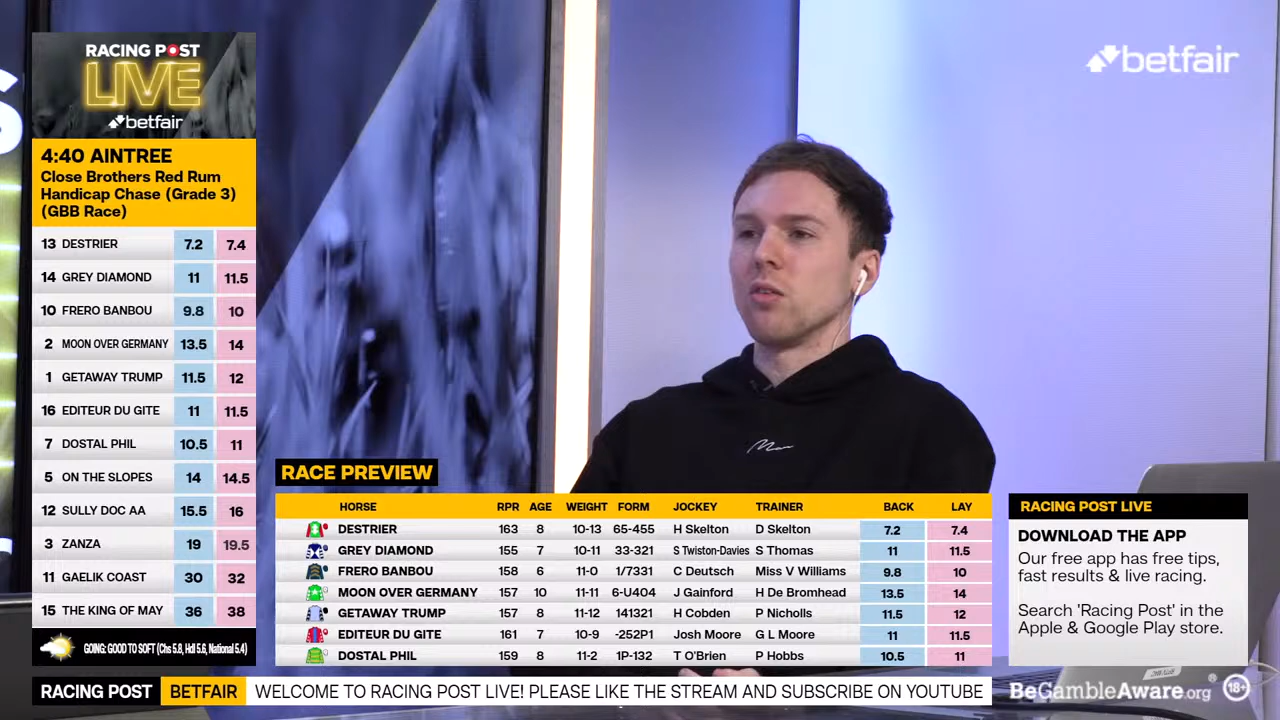 RACING POST
LIVE
betfair
4:40 AINTREE
Close Brothers Red Rum
Handicap Chase (Grade 3)
(GBB Race)
13 DESTRIER 7.2 7.4
14 GREY DIAMOND 11 11.5
10 FRERO BANBOU 9.8 10
2 MOON OVER GERMANY 13.5 14
1 GETAWAY TRUMP 11.5 12
16 EDITEUR DU GITE 11 11.5
7 DOSTAL PHIL 10.5 11
5 ON THE SLOPES 14 14.5
12 SULLY DOC AA 15.5 16
3 ZANZA 19 19.5
11 GAELIK COAST 30 32
15 THE KING OF MAY 36 38
GOING: GOOD TO SOFT (Chs 5.8, Hdl 5.6, National 5.4)
S
betfair
RACE PREVIEW
HORSE RPR AGE WEIGHT FORM JOCKEY TRAINER BACK LAY
DESTRIER 163 8 10-13 65-455 H Skelton D Skelton 7.2 7.4
GREY DIAMOND 155 7 10-11 33-321 S Twiston-Davies S Thomas 11 11.5
FRERO BANBOU 158 6 11-0 1/7331 C Deutsch Miss V Williams 9.8 10
MOON OVER GERMANY 157 10 11-11 6-U404 J Gainford H De Bromhead 13.5 14
GETAWAY TRUMP 157 8 11-12 141321 H Cobden P Nicholls 11.5 12
EDITEUR DU GITE 161 7 10-9 -252P1 Josh Moore G L Moore 11 11.5
DOSTAL PHIL 159 8 11-2 1P-132 T O'Brien P Hobbs 10.5 11
RACING POST LIVE
DOWNLOAD THE APP
Our free app has free tips,
fast results & live racing.
Search 'Racing Post' in the
Apple & Google Play store.
RACING POST BETFAIR WELCOME TO RACING POST LIVE! PLEASE LIKE THE STREAM AND SUBSCRIBE ON YOUTUBE
BeGambleAware.org® 18+